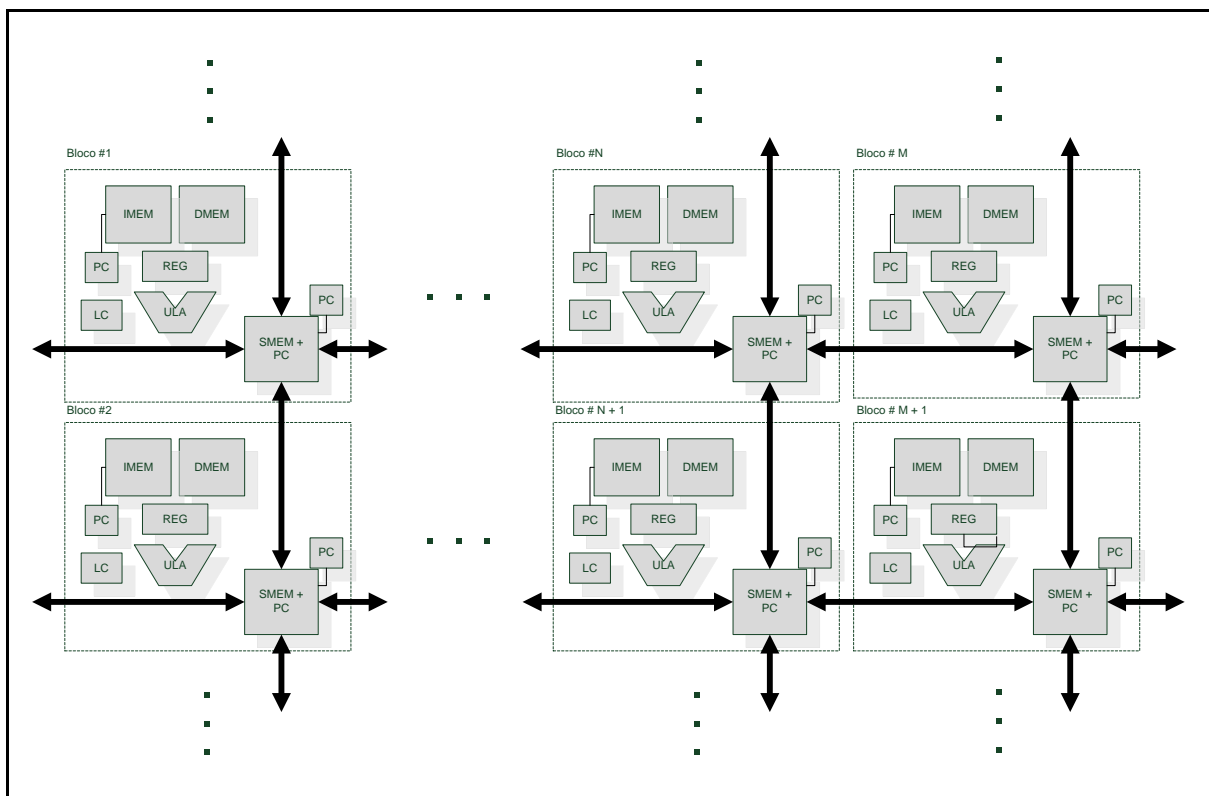 Bloco #1
IMEM
DMEM
PC
REG
LC
ULA
PC
SMEM +
PC
Bloco #N
IMEM
DMEM
PC
REG
LC
ULA
PC
SMEM +
PC
Bloco # M
IMEM
DMEM
PC
REG
LC
ULA
PC
SMEM +
PC
Bloco #2
IMEM
DMEM
PC
REG
LC
ULA
PC
SMEM +
PC
Bloco # N + 1
IMEM
DMEM
PC
REG
LC
ULA
PC
SMEM +
PC
Bloco # M + 1
IMEM
DMEM
PC
REG
LC
ULA
PC
SMEM +
PC